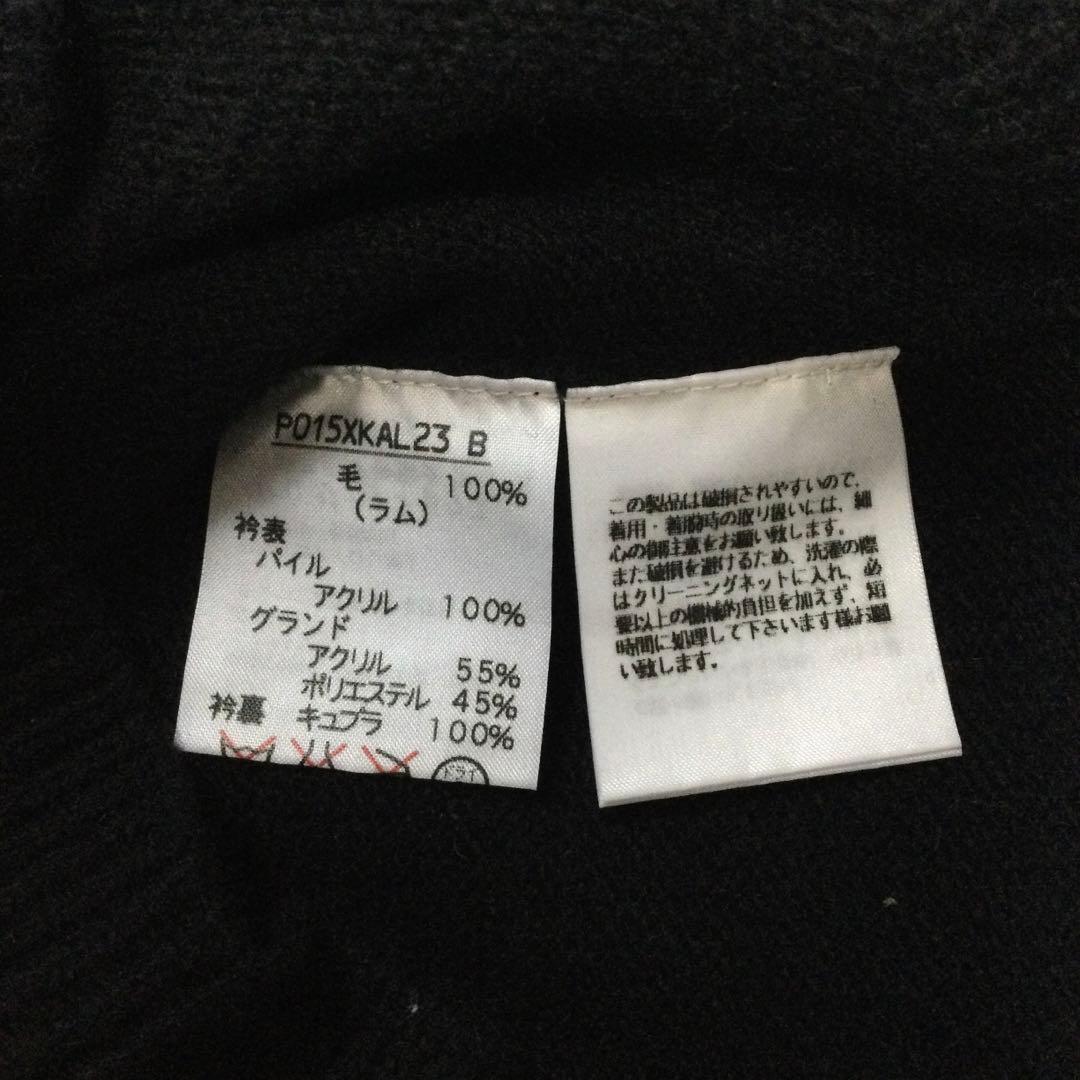 P015XKAL23 B
毛 100%
(ラム)
衿表
パイル
アクリル 100%
グランド
アクリル 55%
ポリエステル 45%
衿裏 キュプラ 100%
ドライ
この製品は破損されやすいので、
着用・着脱時の取り扱いには、細
心の御注意をお願い致します。
また破損を避けるため、洗濯の際
はクリーニングネットに入れ、必
要以上の機械的負担を加えず、短
時間に処理して下さいます様お願
い致します。